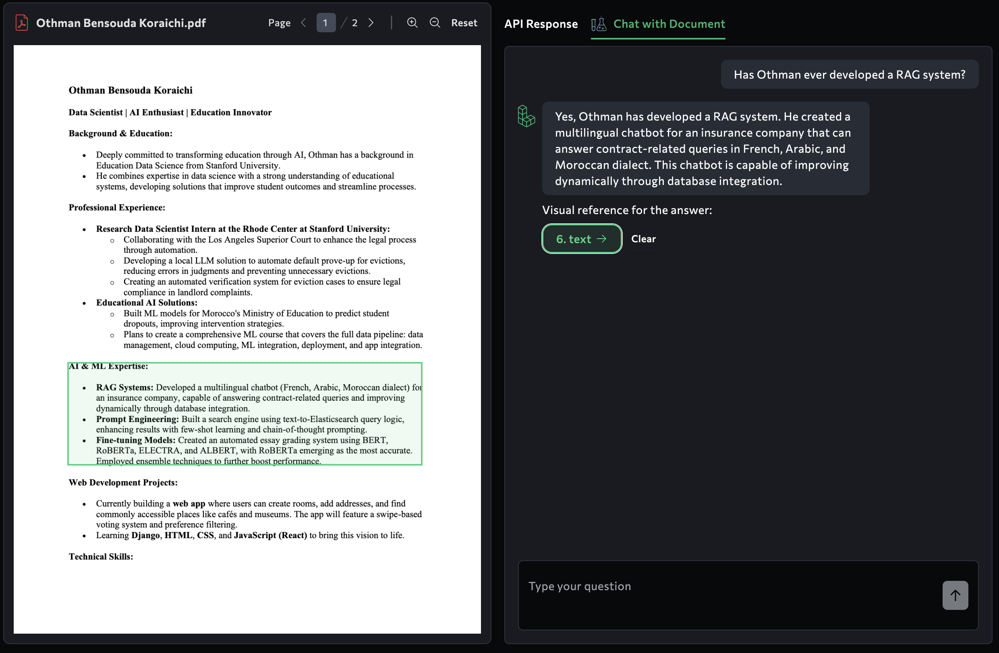 Othman Bensouda Koraichi.pdf
Page 1 / 2 Reset
Othman Bensouda Koraichi
Data Scientist | AI Enthusiast | Education Innovator
Background & Education:
• Deeply committed to transforming education through AI, Othman has a background in
Education Data Science from Stanford University.
• He combines expertise in data science with a strong understanding of educational
systems, developing solutions that improve student outcomes and streamline processes.
Professional Experience:
• Research Data Scientist Intern at the Rhode Center at Stanford University:
○ Collaborating with the Los Angeles Superior Court to enhance the legal process
through automation.
○ Developing a local LLM solution to automate default prove-up for evictions,
reducing errors in judgments and preventing unnecessary evictions.
○ Creating an automated verification system for eviction cases to ensure legal
compliance in landlord complaints.
• Educational AI Solutions:
○ Built ML models for Morocco's Ministry of Education to predict student
dropouts, improving intervention strategies.
○ Plans to create a comprehensive ML course that covers the full data pipeline: data
management, cloud computing, ML integration, deployment, and app integration.
AI & ML Expertise:
• RAG Systems: Developed a multilingual chatbot (French, Arabic, Moroccan dialect) for
an insurance company, capable of answering contract-related queries and improving
dynamically through database integration.
• Prompt Engineering: Built a search engine using text-to-Elasticsearch query logic,
enhancing results with few-shot learning and chain-of-thought prompting.
• Fine-tuning Models: Created an automated essay grading system using BERT,
RoBERTa, ELECTRA, and ALBERT, with RoBERTa emerging as the most accurate.
Employed ensemble techniques to further boost performance.
Web Development Projects:
• Currently building a web app where users can create rooms, add addresses, and find
commonly accessible places like cafés and museums. The app will feature a swipe-based
voting system and preference filtering.
• Learning Django, HTML, CSS, and JavaScript (React) to bring this vision to life.
Technical Skills:
API Response Chat with Document
Has Othman ever developed a RAG system?
Yes, Othman has developed a RAG system. He created a
multilingual chatbot for an insurance company that can
answer contract-related queries in French, Arabic, and
Moroccan dialect. This chatbot is capable of improving
dynamically through database integration.
Visual reference for the answer:
6. text → Clear
Type your question